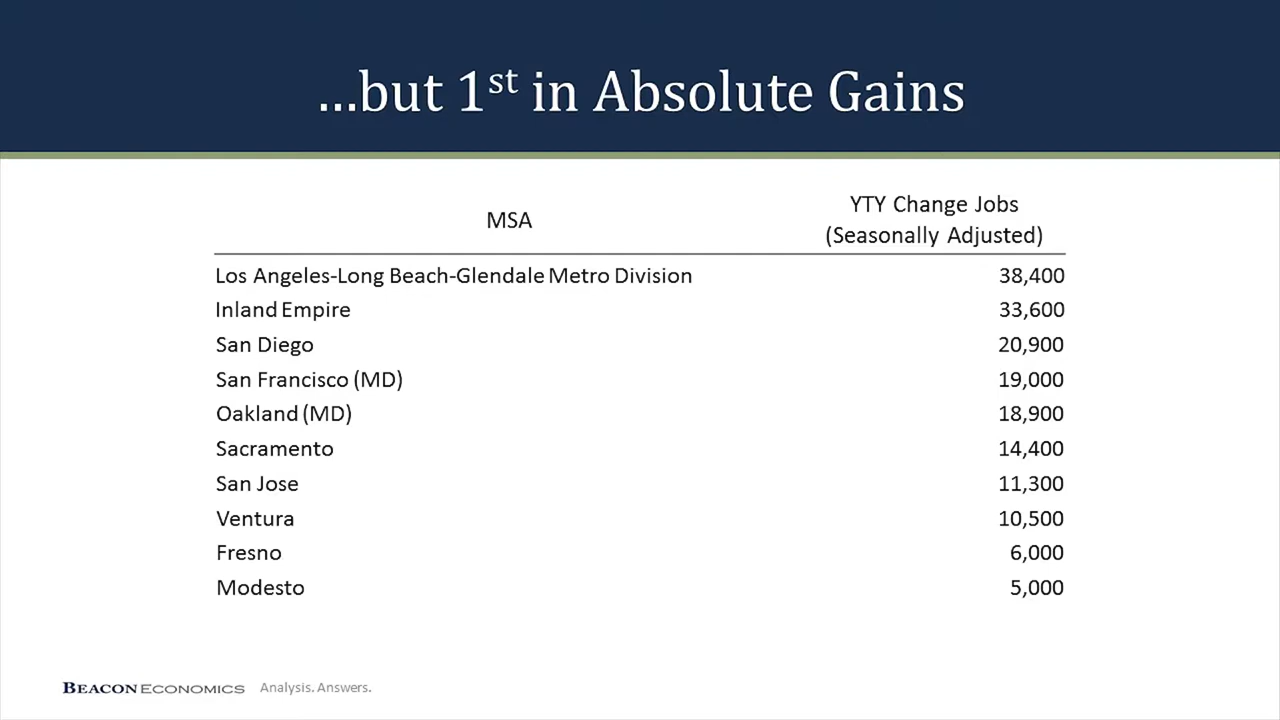 ...but 1st in Absolute Gains
MSA
YTY Change Jobs
(Seasonally Adjusted)
Los Angeles-Long Beach-Glendale Metro Division 38,400
Inland Empire 33,600
San Diego 20,900
San Francisco (MD) 19,000
Oakland (MD) 18,900
Sacramento 14,400
San Jose 11,300
Ventura 10,500
Fresno 6,000
Modesto 5,000
BEACON ECONOMICS Analysis. Answers.